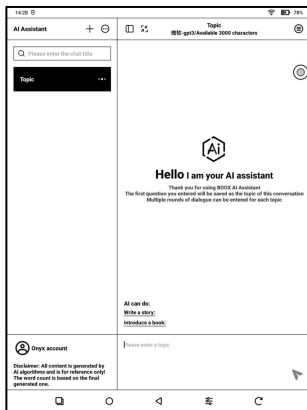 14:28
78%
AI Assistant
Topic
微软-gpt3/Available 3000 characters
Please enter the chat title
Topic
Ai
Hello I am your AI assistant
Thank you for using BOOX AI Assistant
The first question you entered will be saved as the topic of this conversation
Multiple rounds of dialogue can be entered for each topic
AI can do:
Write a story:
Introduce a book:
Onyx account
Please enter a topic
Disclaimer: All content is generated by
AI algorithms and is for reference only!
The word count is based on the final
generated one.